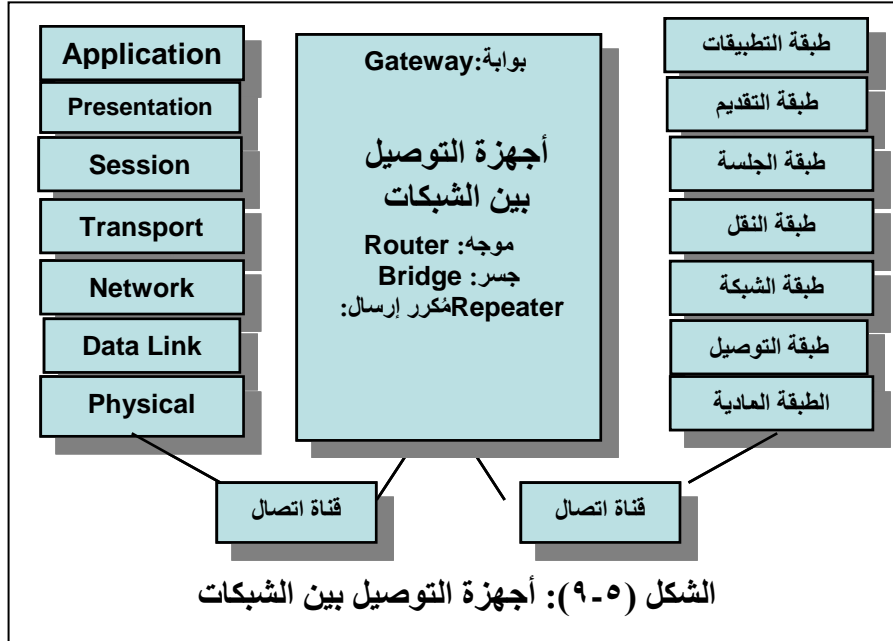 Application
Presentation
Session
Transport
Network
Data Link
Physical
بوابة:Gateway
أجهزة التوصيل
بين الشبكات
موجه: Router
جسر: Bridge
Repeaterمُكرر إرسال:
طبقة التطبيقات
طبقة التقديم
طبقة الجلسة
طبقة النقل
طبقة الشبكة
طبقة التوصيل
الطبقة المادية
قناة اتصال
قناة اتصال
الشكل (٥-٩): أجهزة التوصيل بين الشبكات